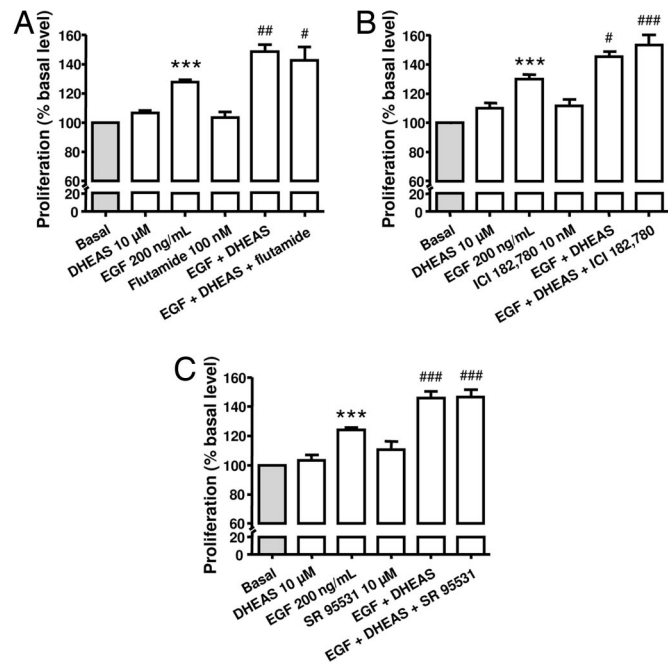 A
Proliferation (% basal level)
160
140
120
100
80
60
20
0
***
##
#
Basal
DHEAS 10 µM
EGF 200 ng/mL
Flutamide 100 nM
EGF + DHEAS
EGF + DHEAS + flutamide
B
Proliferation (% basal level)
160
140
120
100
80
60
20
0
***
#
###
Basal
DHEAS 10 µM
EGF 200 ng/mL
ICI 182,780 10 nM
EGF + DHEAS
EGF + DHEAS + ICI 182,780
C
Proliferation (% basal level)
160
140
120
100
80
60
20
0
***
###
###
Basal
DHEAS 10 µM
EGF 200 ng/mL
SR 95531 10 µM
EGF + DHEAS
EGF + DHEAS + SR 95531